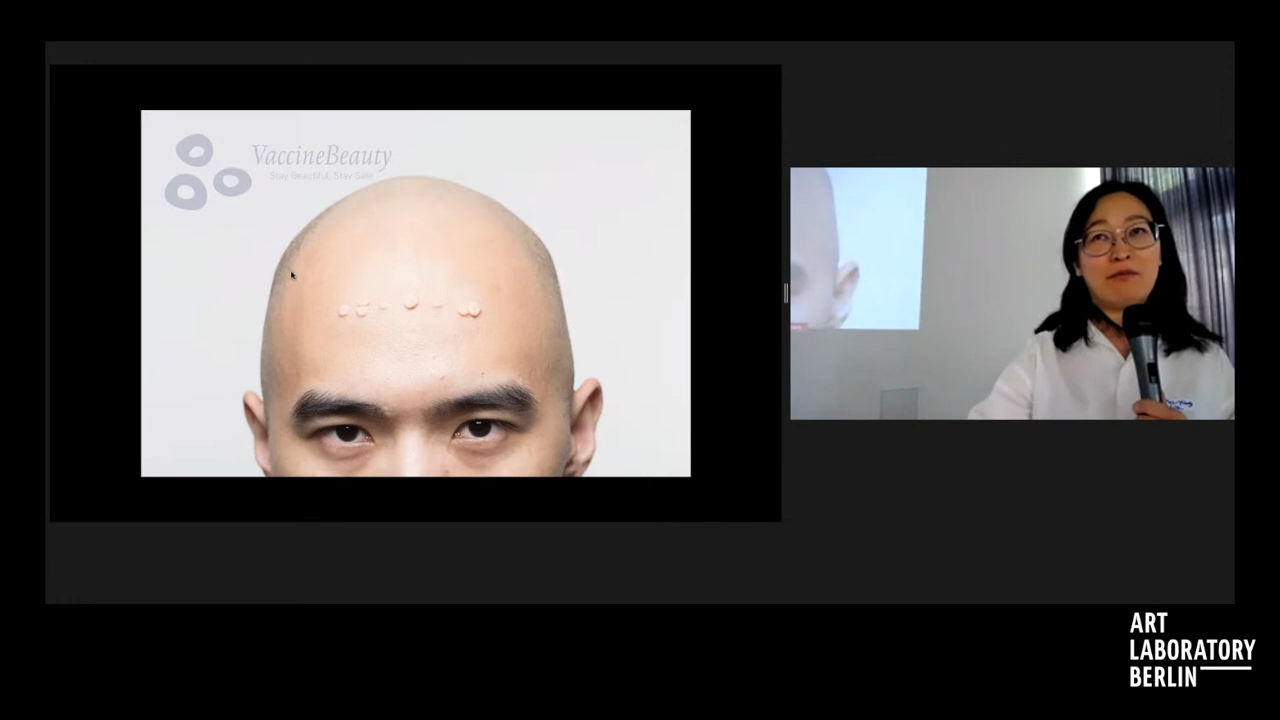 VaccineBeauty
Stay Beautiful, Stay Safe
ART
LABORATORY
BERLIN